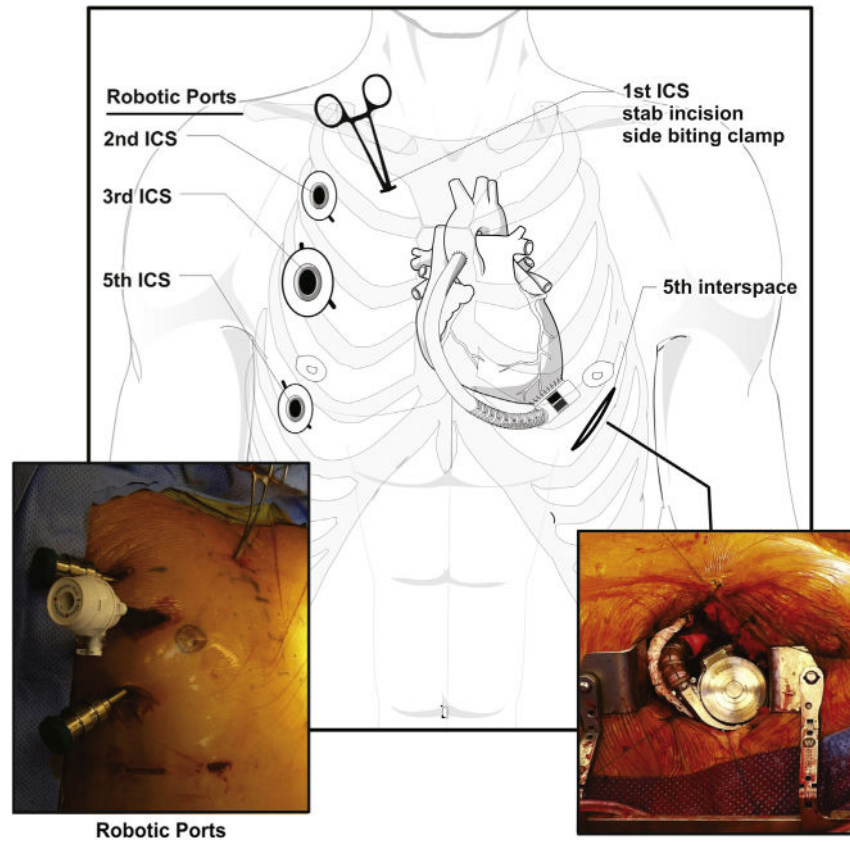 Robotic Ports
2nd ICS
3rd ICS
5th ICS
1st ICS
stab incision
side biting clamp
5th interspace
Robotic Ports